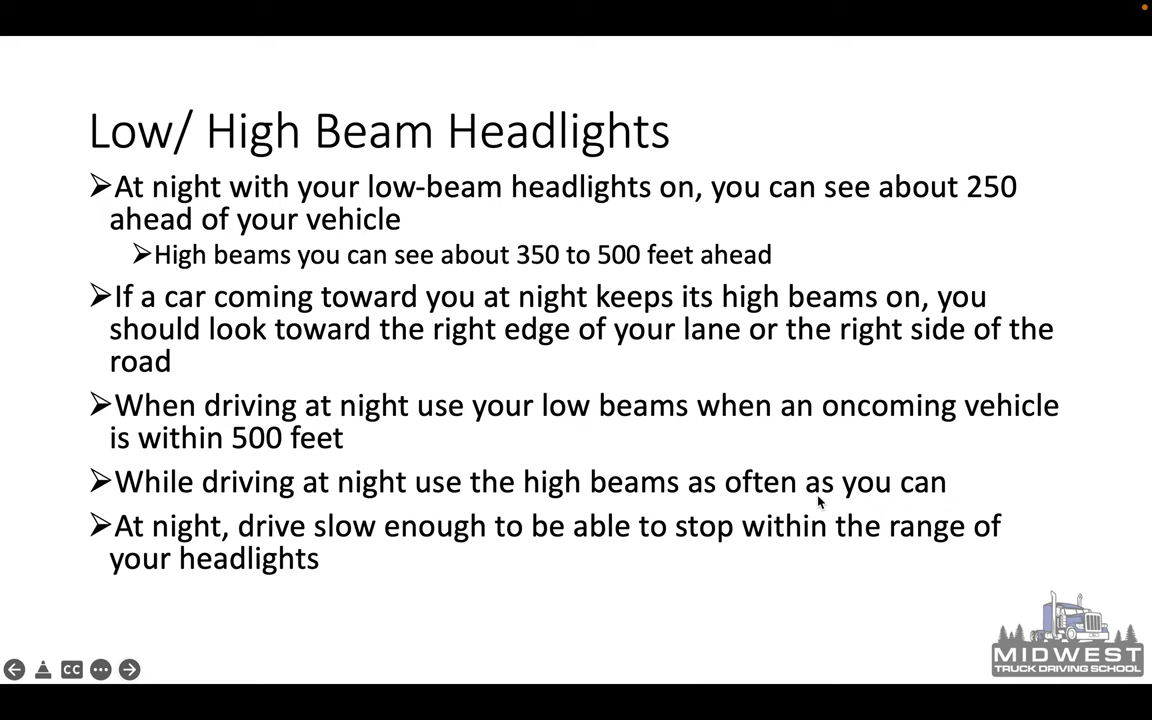 Low/ High Beam Headlights
➢At night with your low-beam headlights on, you can see about 250
ahead of your vehicle
➢High beams you can see about 350 to 500 feet ahead
➢If a car coming toward you at night keeps its high beams on, you
should look toward the right edge of your lane or the right side of the
road
➢When driving at night use your low beams when an oncoming vehicle
is within 500 feet
➢While driving at night use the high beams as often as you can
➢At night, drive slow enough to be able to stop within the range of
your headlights
MIDWEST
TRUCK DRIVING SCHOOL
CC